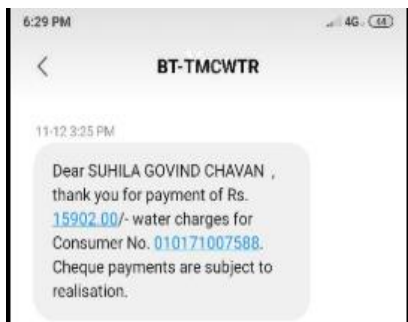 6:29 PM 4G 44
BT-TMCWTR
11-12 3:25 PM
Dear SUHILA GOVIND CHAVAN ,
thank you for payment of Rs.
15902.00/- water charges for
Consumer No. 010171007588.
Cheque payments are subject to
realisation.